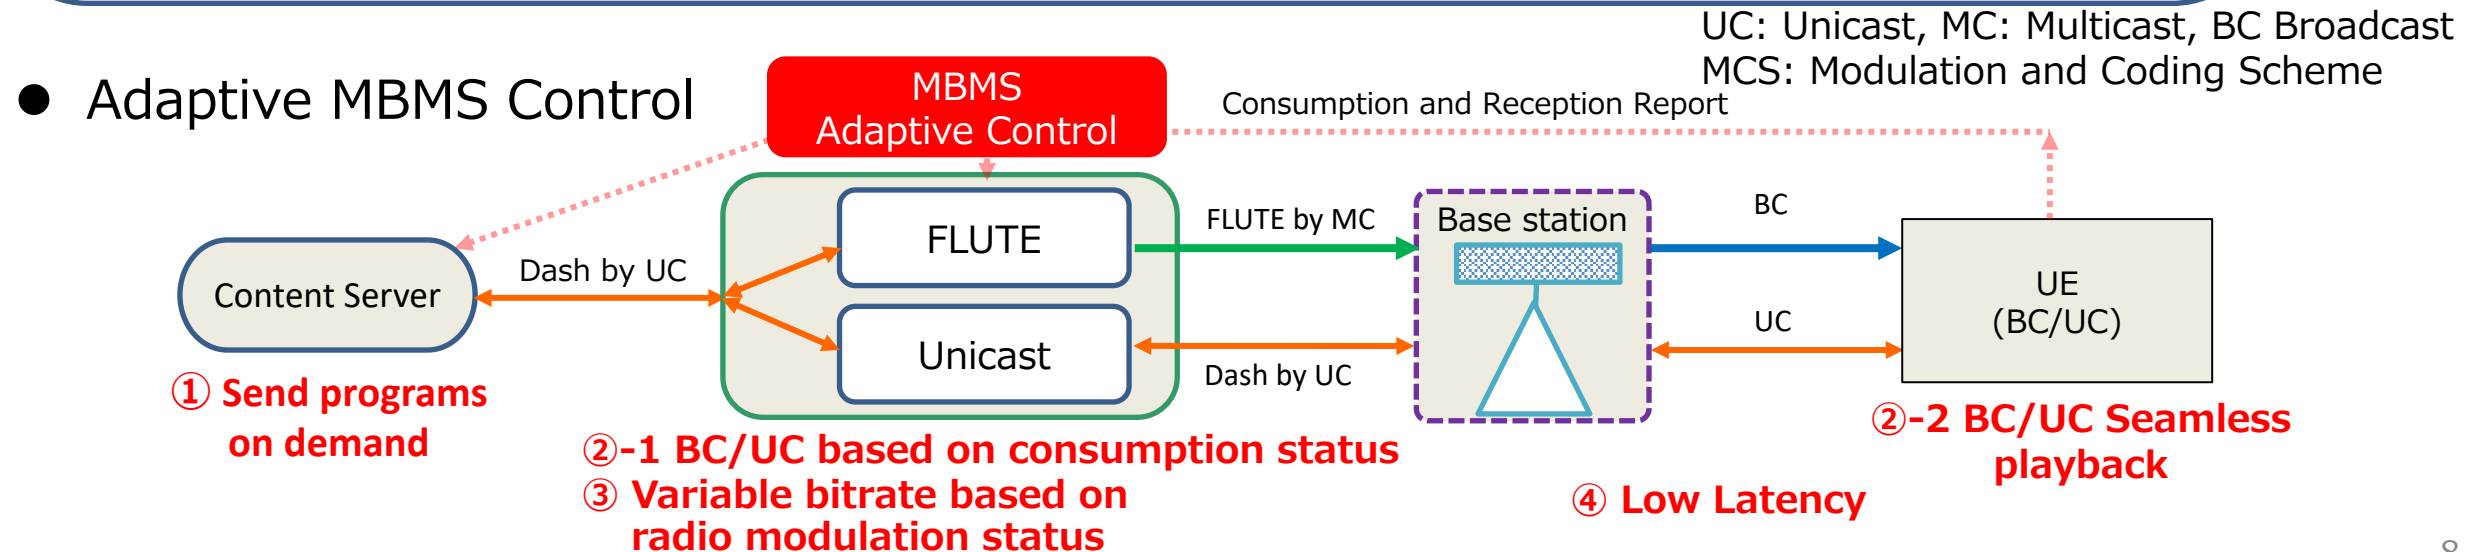 UC: Unicast, MC: Multicast, BC Broadcast
MCS: Modulation and Coding Scheme
● Adaptive MBMS Control
MBMS
Adaptive Control
Consumption and Reception Report
Content Server
Dash by UC
FLUTE
Unicast
FLUTE by MC
Dash by UC
Base station
BC
UC
UE
(BC/UC)
① Send programs
on demand
②-1 BC/UC based on consumption status
③ Variable bitrate based on
radio modulation status
④ Low Latency
②-2 BC/UC Seamless
playback